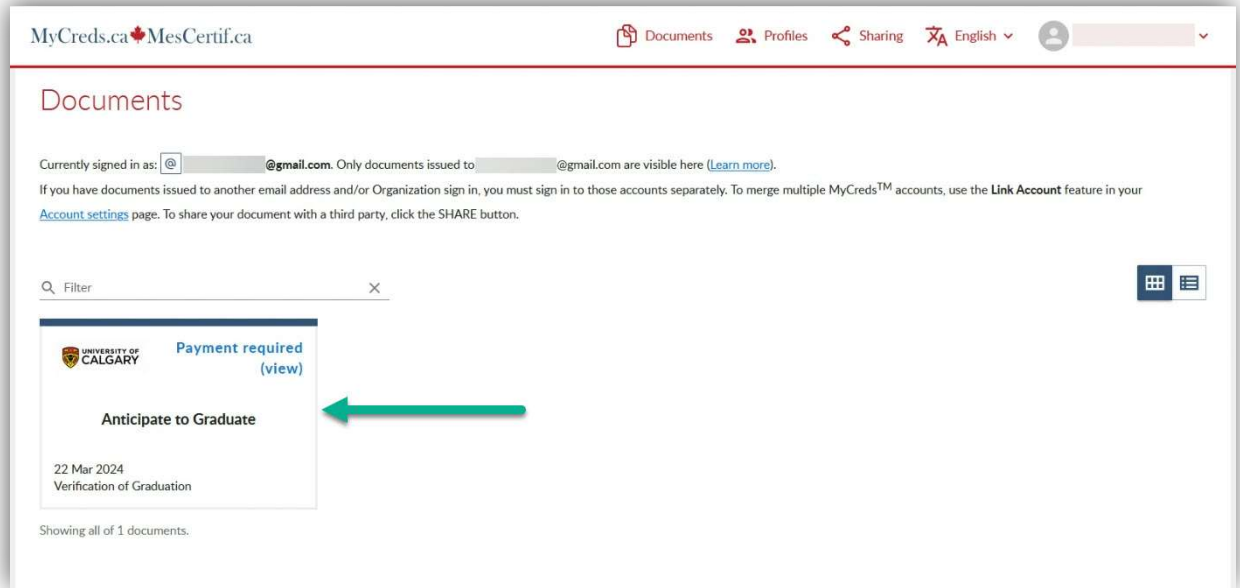 MyCreds.ca MesCertif.ca
Documents
Profiles
Sharing
English
Documents
Currently signed in as: @ @gmail.com. Only documents issued to @gmail.com are visible here (Learn more).
If you have documents issued to another email address and/or Organization sign in, you must sign in to those accounts separately. To merge multiple MyCreds™ accounts, use the Link Account feature in your
Account settings page. To share your document with a third party, click the SHARE button.
Filter
UNIVERSITY OF
CALGARY
Payment required
(view)
Anticipate to Graduate
22 Mar 2024
Verification of Graduation
Showing all of 1 documents.